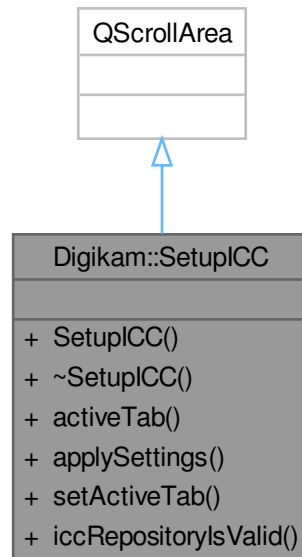 QScrollArea
Digikam::SetupICC
+ SetupICC()
+ ~SetupICC()
+ activeTab()
+ applySettings()
+ setActiveTab()
+ iccRepositoryIsValid()